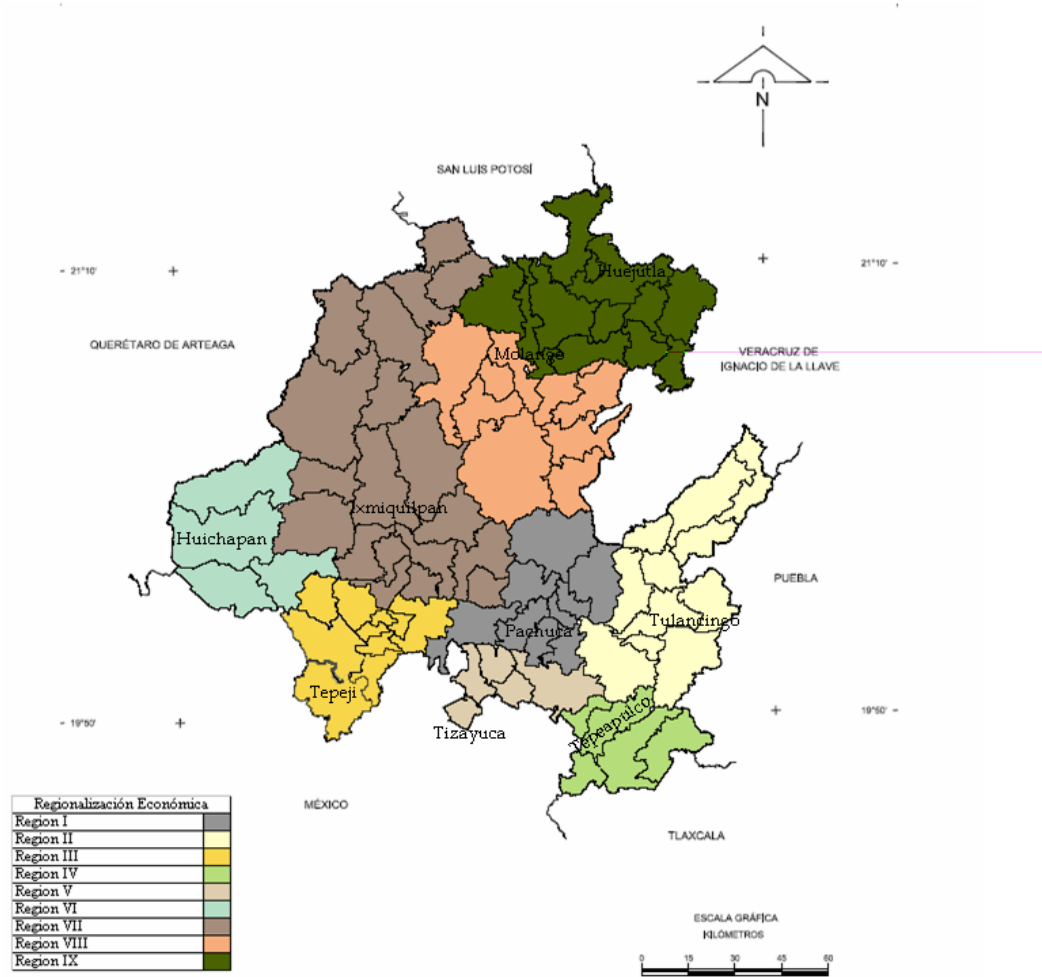 N
SAN LUIS POTOSÍ
21°10'
21°10'
Huejutla
QUERÉTARO DE ARTEAGA
Molango
VERACRUZ DE
IGNACIO DE LA LLAVE
Ixmiquilpan
Huichapan
PUEBLA
Tulancingo
Pachuca
Tepeji
Tepeapulco
19°50'
19°50'
Tizayuca
MÉXICO
TLAXCALA
Regionalización Económica
Region I
Region II
Region III
Region IV
Region V
Region VI
Region VII
Region VIII
Region IX
ESCALA GRÁFICA
KILÓMETROS
0 15 30 45 60